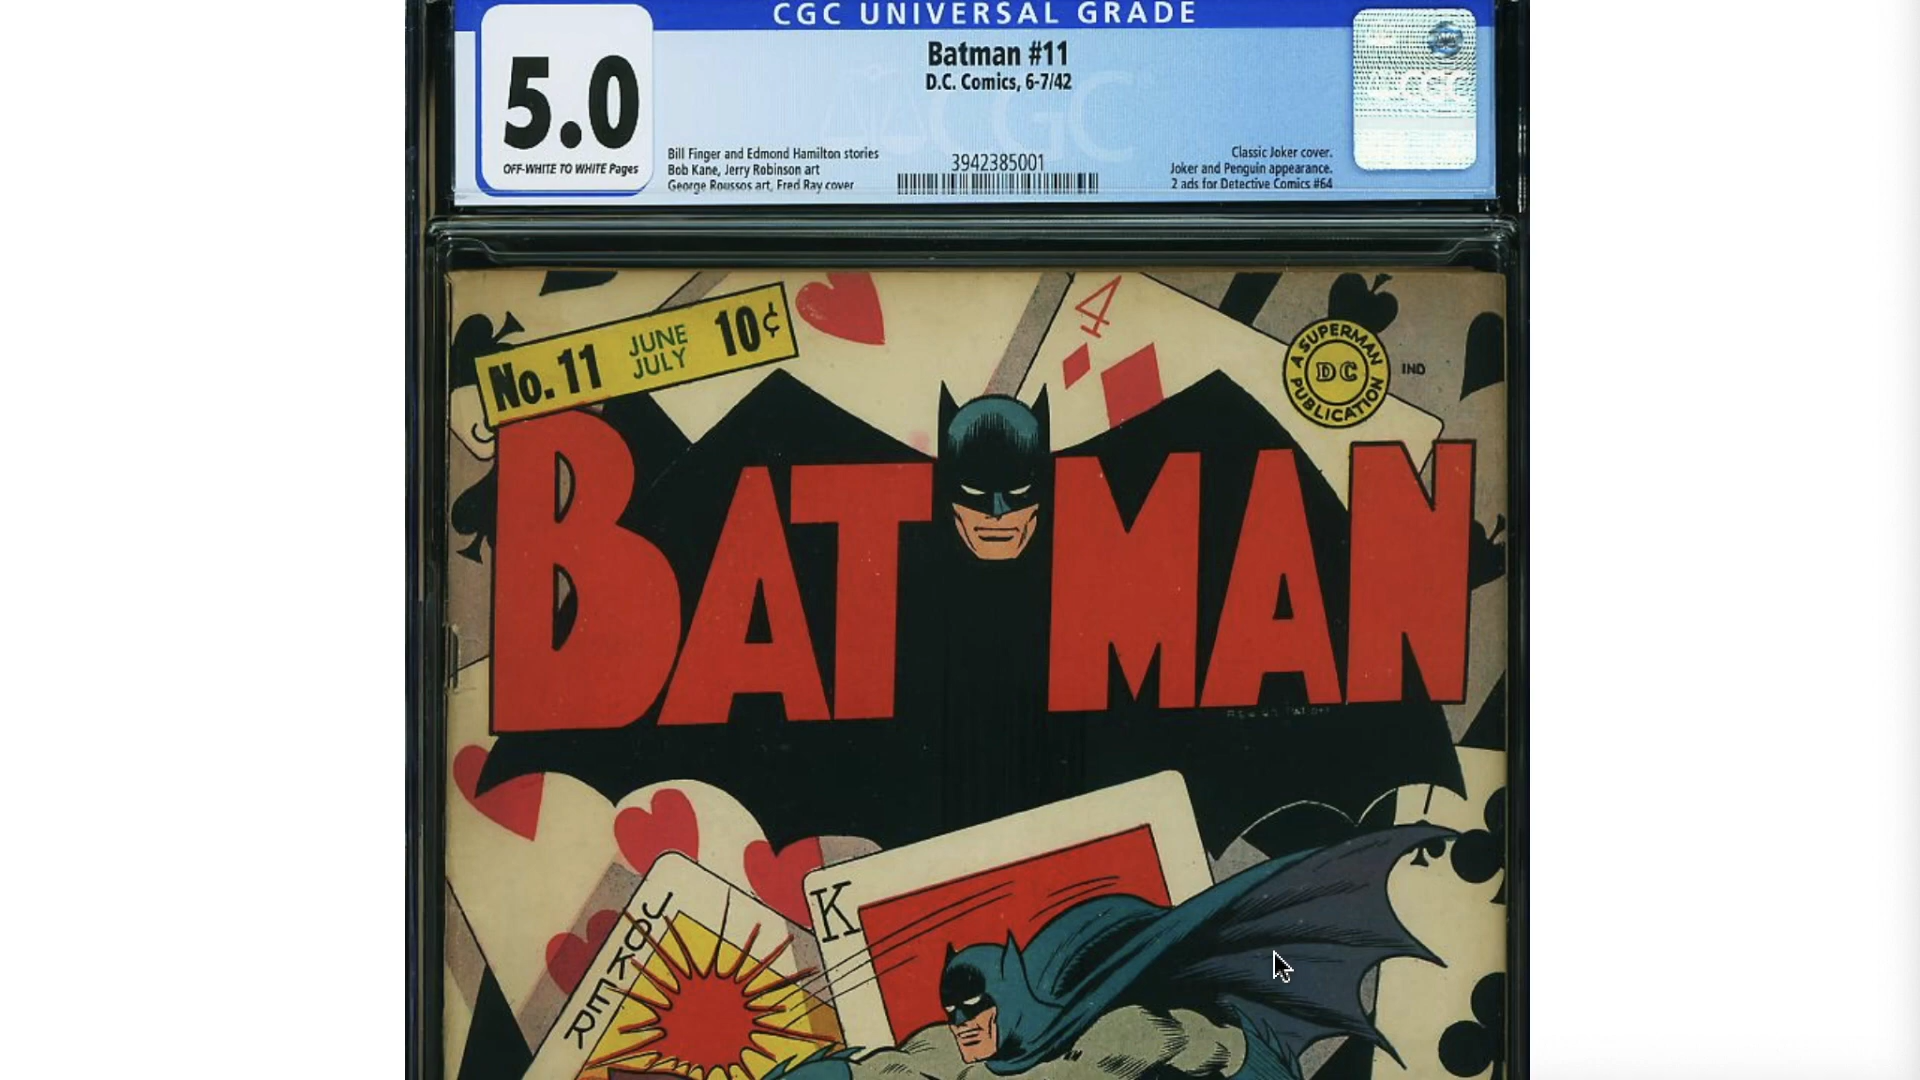 CGC UNIVERSAL GRADE
5.0
OFF-WHITE TO WHITE Pages
Batman #11
D.C. Comics, 6-7/42
Bill Finger and Edmond Hamilton stories
Bob Kane, Jerry Robinson art
George Roussos art, Fred Ray cover
3942385001
Classic Joker cover.
Joker and Penguin appearance.
2 ads for Detective Comics #64
CGC
CGC
No. 11 JUNE JULY 10¢
4
A SUPERMAN
DC
PUBLICATION
IND
J
BATMAN
K
JOKER